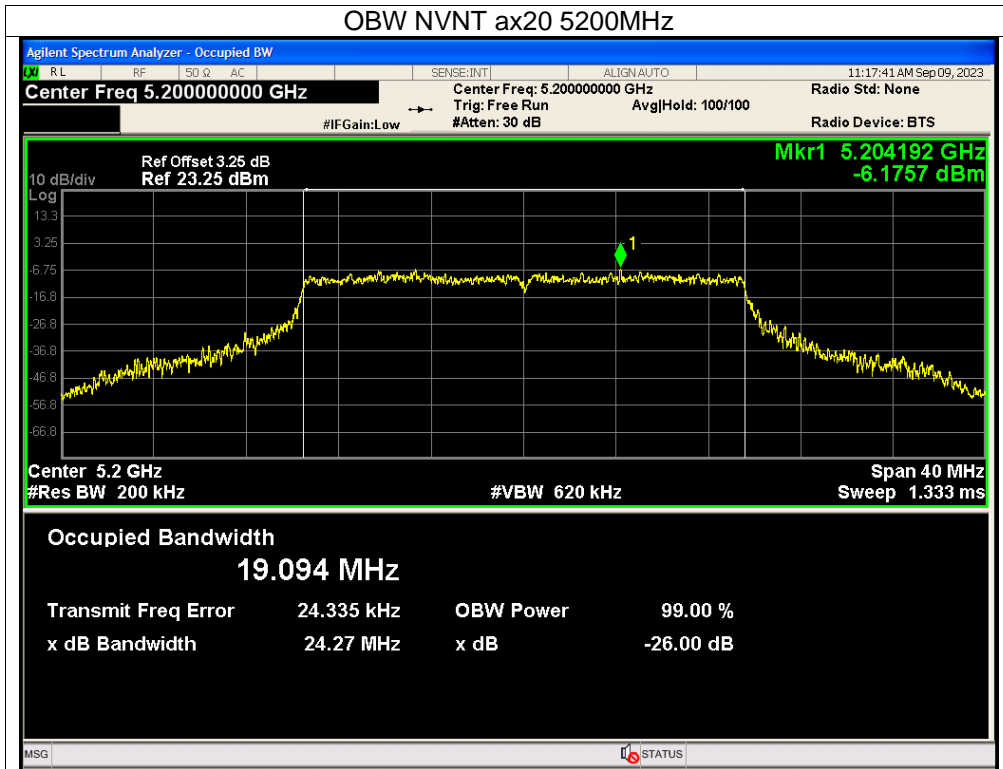 OBW NVNT ax20 5200MHz
Agilent Spectrum Analyzer - Occupied BW
LXI RL RF 50 Ω AC SENSE:INT ALIGN AUTO 11:17:41 AM Sep 09, 2023
Center Freq 5.200000000 GHz Center Freq: 5.200000000 GHz Radio Std: None
Trig: Free Run Avg|Hold: 100/100
#IFGain:Low #Atten: 30 dB Radio Device: BTS
Mkr1 5.204192 GHz
-6.1757 dBm
Ref Offset 3.25 dB
10 dB/div Ref 23.25 dBm
Log
13.3
3.25
1
-6.75
-16.8
-26.8
-36.8
-46.8
-56.8
-66.8
Center 5.2 GHz Span 40 MHz
#Res BW 200 kHz #VBW 620 kHz Sweep 1.333 ms
Occupied Bandwidth
19.094 MHz
Transmit Freq Error 24.335 kHz OBW Power 99.00 %
x dB Bandwidth 24.27 MHz x dB -26.00 dB
MSG STATUS